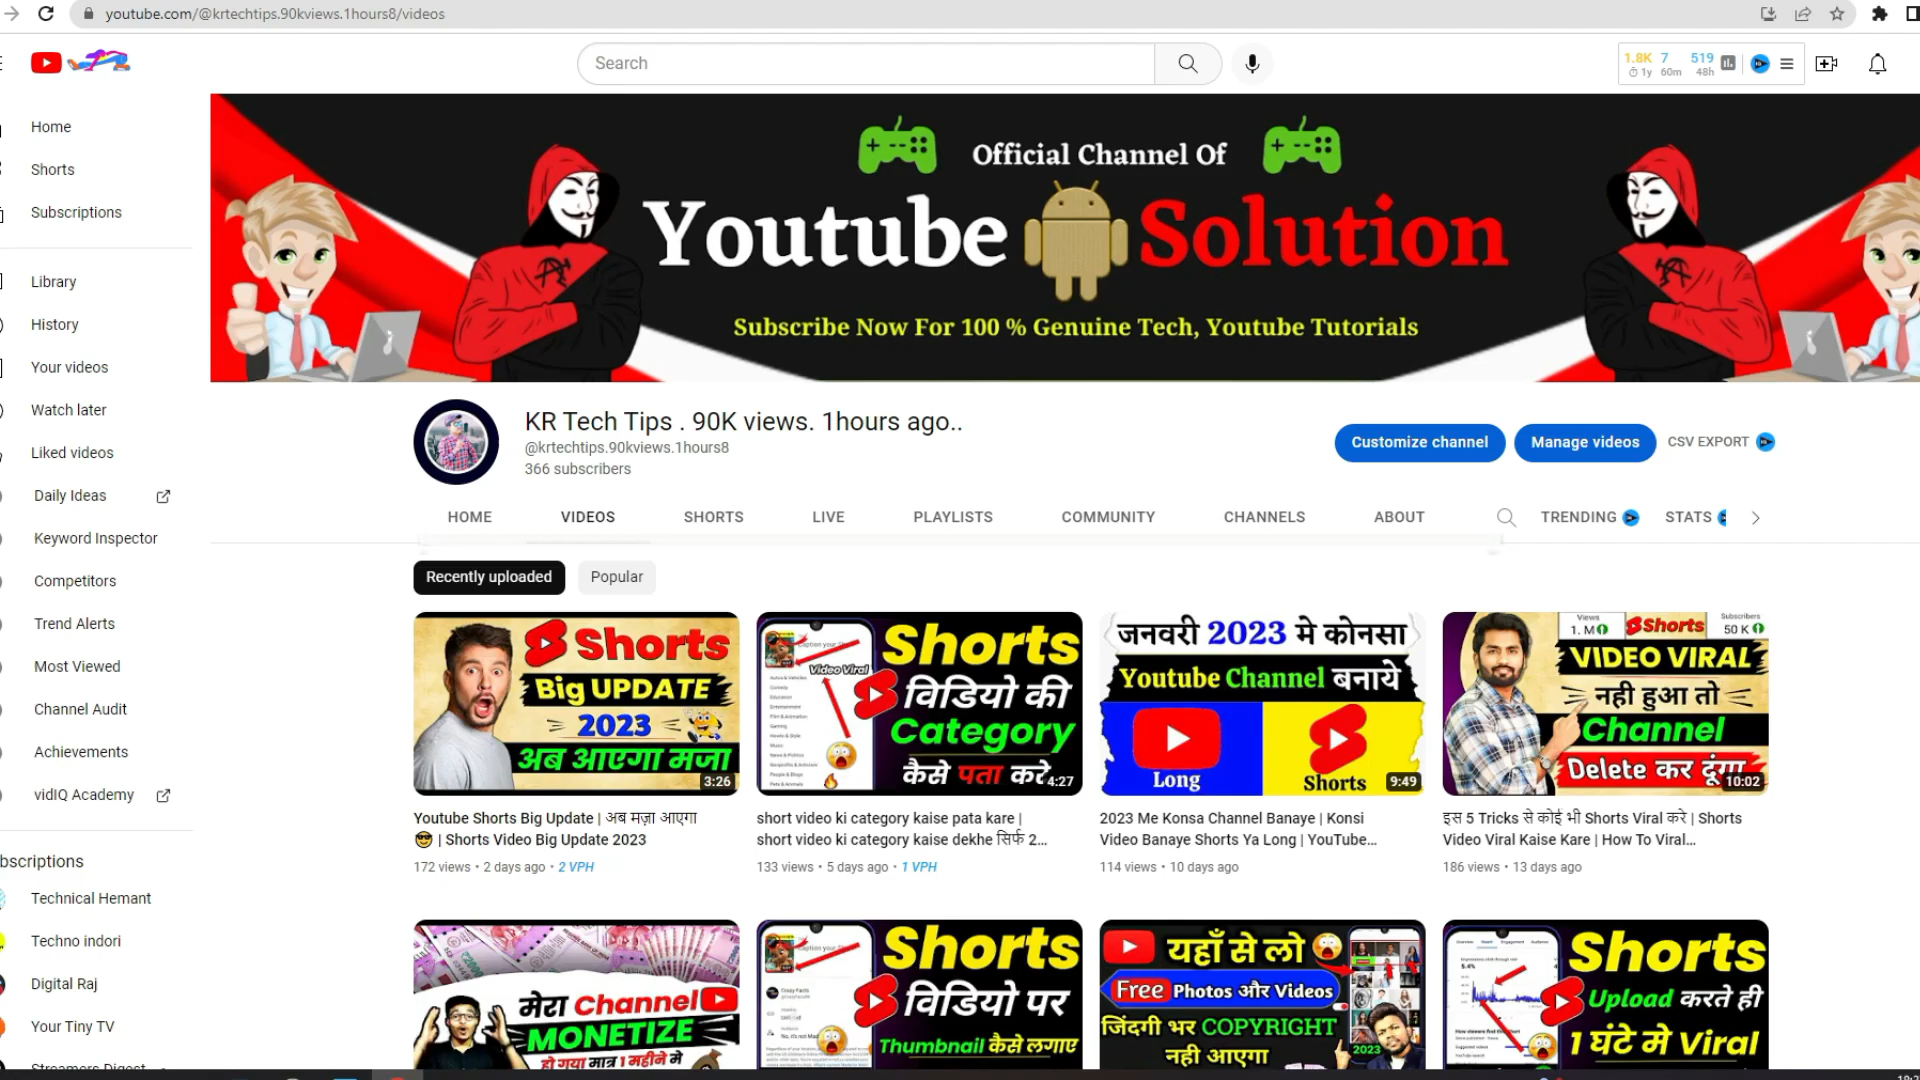 youtube.com/@krtechtips.90kviews.1hours8/videos
Search
1.8K 7 519
1y 60m 48h
Home
Shorts
Subscriptions
Library
History
Your videos
Watch later
Liked videos
Daily Ideas
Keyword Inspector
Competitors
Trend Alerts
Most Viewed
Channel Audit
Achievements
vidIQ Academy
bscriptions
Technical Hemant
Techno indori
Digital Raj
Your Tiny TV
Streamers Digest
Official Channel Of
Youtube Solution
Subscribe Now For 100 % Genuine Tech, Youtube Tutorials
KR Tech Tips . 90K views. 1hours ago..
@krtechtips.90kviews.1hours8
366 subscribers
Customize channel
Manage videos
CSV EXPORT
HOME VIDEOS SHORTS LIVE PLAYLISTS COMMUNITY CHANNELS ABOUT TRENDING STATS
Recently uploaded Popular
Shorts
Big UPDATE
2023
अब आएगा मजा
3:26
Youtube Shorts Big Update | अब मज़ा आएगा
😎 | Shorts Video Big Update 2023
172 views • 2 days ago • 2 VPH
Video Viral
Shorts
विडियो की
Category
कैसे पता करे
4:27
short video ki category kaise pata kare |
short video ki category kaise dekhe सिर्फ 2...
133 views • 5 days ago • 1 VPH
जनवरी 2023 मे कोनसा
Youtube Channel बनाये
Long
Shorts
9:49
2023 Me Konsa Channel Banaye | Konsi
Video Banaye Shorts Ya Long | YouTube...
114 views • 10 days ago
Views
1. M
Shorts
Subscribers
50 K
VIDEO VIRAL
नही हुआ तो
Channel
Delete कर दूंगा
10:02
इस 5 Tricks से कोई भी Shorts Viral करे | Shorts
Video Viral Kaise Kare | How To Viral...
186 views • 13 days ago
मेरा Channel
MONETIZE
हो गया मात्र 1 महीने मे
Shorts
विडियो पर
Thumbnail कैसे लगाए
यहाँ से लो
Free Photos और Videos
जिंदगी भर COPYRIGHT
नही आएगा
2023
Shorts
Upload करते ही
1 घंटे मे Viral